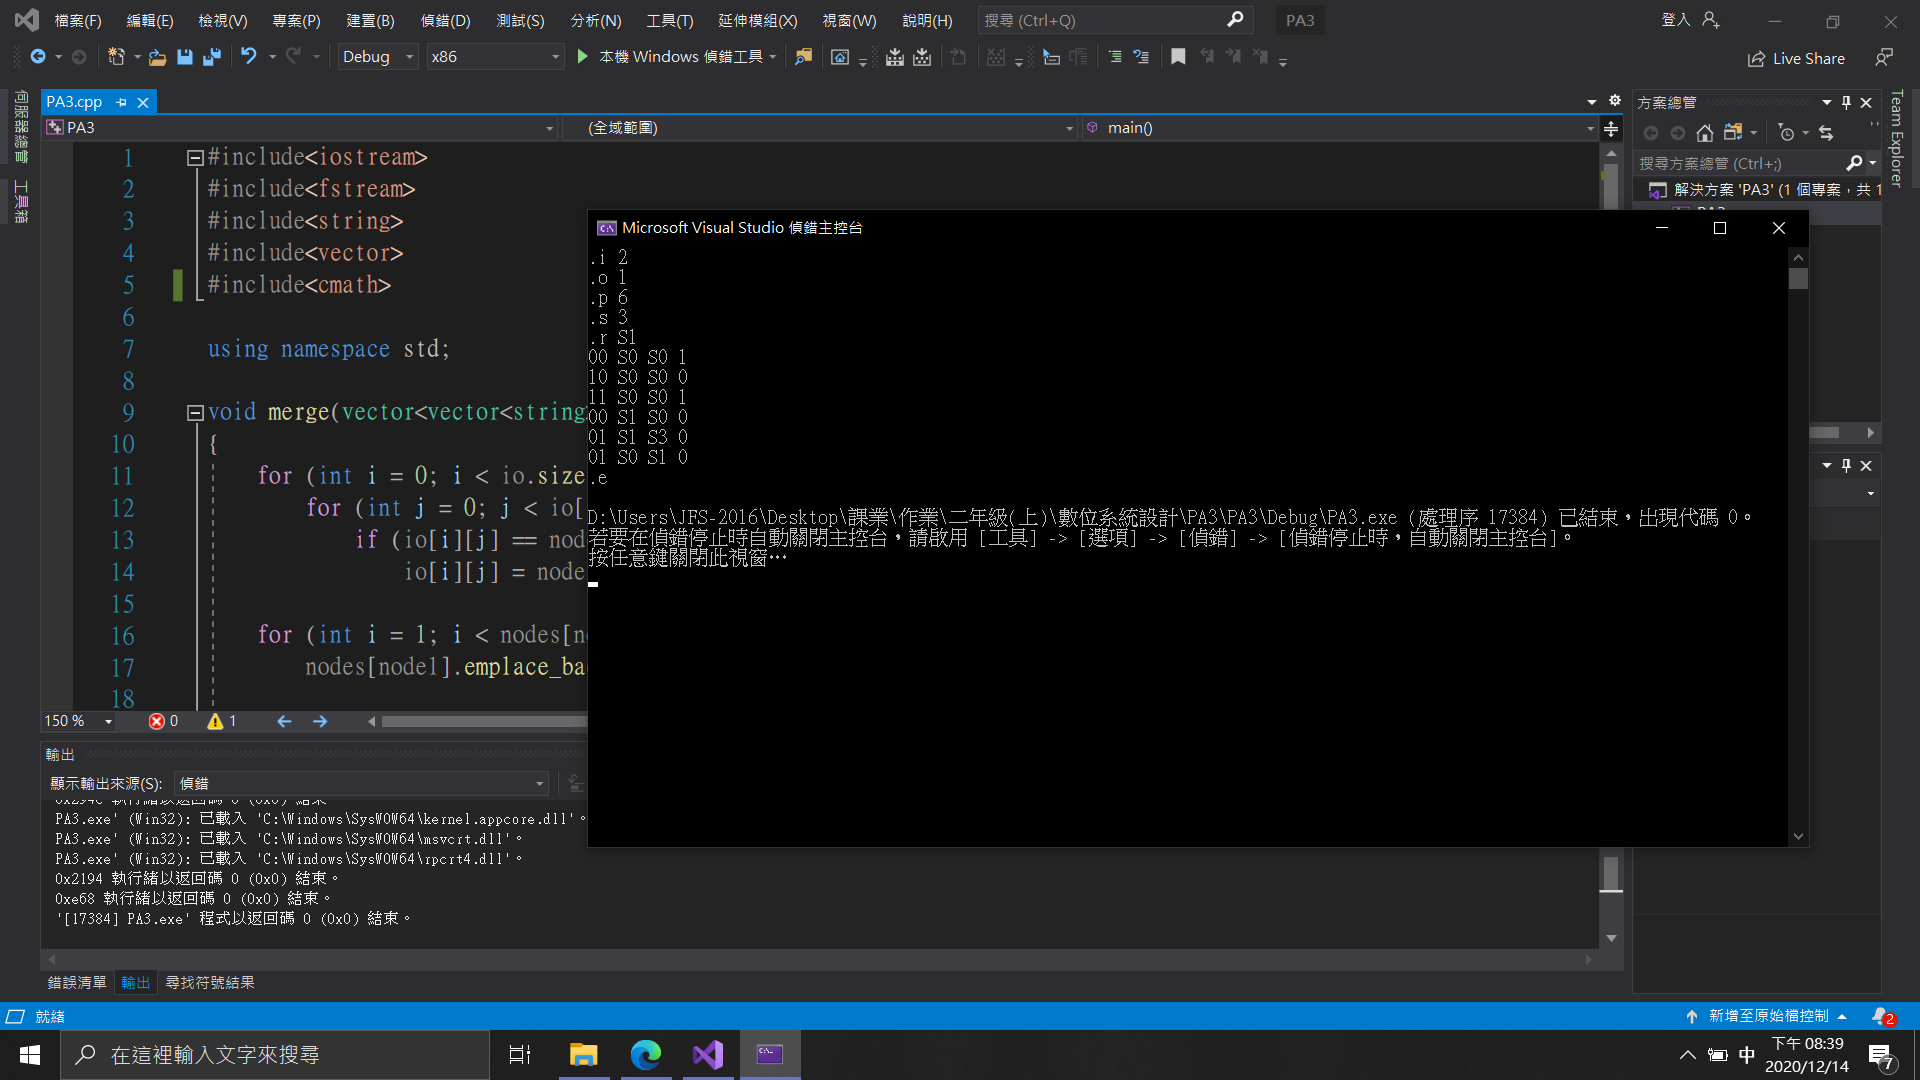 檔案(F) 編輯(E) 檢視(V) 專案(P) 建置(B) 偵錯(D) 測試(S) 分析(N) 工具(T) 延伸模組(X) 視窗(W) 說明(H) 搜尋 (Ctrl+Q) PA3 登入
Debug x86 本機 Windows 偵錯工具 Live Share
伺服器總管
工具箱
PA3.cpp
PA3 (全域範圍) main()
1 #include<iostream>
2 #include<fstream>
3 #include<string>
4 #include<vector>
5 #include<cmath>
6
7 using namespace std;
8
9 void merge(vector<vector<string
10 {
11 for (int i = 0; i < io.size
12 for (int j = 0; j < io[
13 if (io[i][j] == nod
14 io[i][j] = node
15
16 for (int i = 1; i < nodes[n
17 nodes[node1].emplace_ba
18
150 % 0 1
Microsoft Visual Studio 偵錯主控台
.i 2
.o 1
.p 6
.s 3
.r S1
00 S0 S0 1
10 S0 S0 0
11 S0 S0 1
00 S1 S0 0
01 S1 S3 0
01 S0 S1 0
.e
D:\Users\JFS-2016\Desktop\課業\作業\二年級(上)\數位系統設計\PA3\PA3\Debug\PA3.exe (處理序 17384) 已結束，出現代碼 0。
若要在偵錯停止時自動關閉主控台，請啟用 [工具] -> [選項] -> [偵錯] -> [偵錯停止時，自動關閉主控台]。
按任意鍵關閉此視窗…
方案總管
搜尋方案總管 (Ctrl+;)
解決方案 'PA3' (1 個專案，共 1
Team Explorer
輸出
顯示輸出來源(S): 偵錯
PA3.exe' (Win32): 已載入 'C:\Windows\SysWOW64\kernel.appcore.dll'。
PA3.exe' (Win32): 已載入 'C:\Windows\SysWOW64\msvcrt.dll'。
PA3.exe' (Win32): 已載入 'C:\Windows\SysWOW64\rpcrt4.dll'。
0x2194 執行緒以返回碼 0 (0x0) 結束。
0xe68 執行緒以返回碼 0 (0x0) 結束。
'[17384] PA3.exe' 程式以返回碼 0 (0x0) 結束。
錯誤清單 輸出 尋找符號結果
就緒 新增至原始檔控制 2
在這裡輸入文字來搜尋
中
下午 08:39
2020/12/14
7